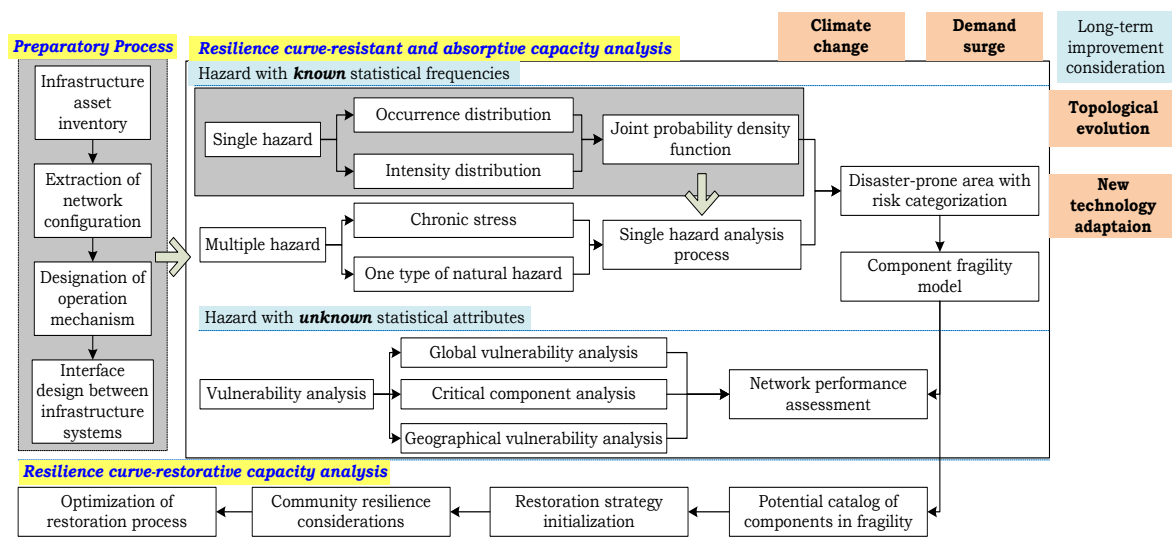 Preparatory Process
Infrastructure
asset
inventory
Extraction of
network
configuration
Designation of
operation
mechanism
Interface
design between
infrastructure
systems
Resilience curve-resistant and absorptive capacity analysis
Hazard with known statistical frequencies
Single hazard
Occurrence distribution
Intensity distribution
Joint probability density
function
Multiple hazard
Chronic stress
One type of natural hazard
Single hazard analysis
process
Disaster-prone area with
risk categorization
Component fragility
model
Hazard with unknown statistical attributes
Vulnerability analysis
Global vulnerability analysis
Critical component analysis
Geographical vulnerability analysis
Network performance
assessment
Climate
change
Demand
surge
Long-term
improvement
consideration
Topological
evolution
New
technology
adaptaion
Resilience curve-restorative capacity analysis
Optimization of
restoration process
Community resilience
considerations
Restoration strategy
initialization
Potential catalog of
components in fragility